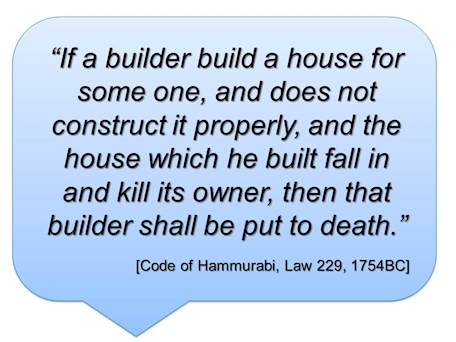 “If a builder build a house for
some one, and does not
construct it properly, and the
house which he built fall in
and kill its owner, then that
builder shall be put to death.”
[Code of Hammurabi, Law 229, 1754BC]